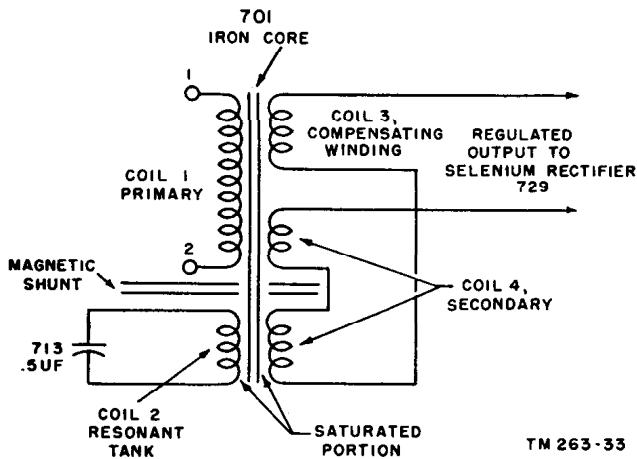 701
IRON CORE
1
COIL 3,
COMPENSATING
WINDING
REGULATED
OUTPUT TO
SELENIUM RECTIFIER
729
COIL 1
PRIMARY
2
MAGNETIC
SHUNT
COIL 4,
SECONDARY
713
.5UF
COIL 2
RESONANT
TANK
SATURATED
PORTION
TM 263-33